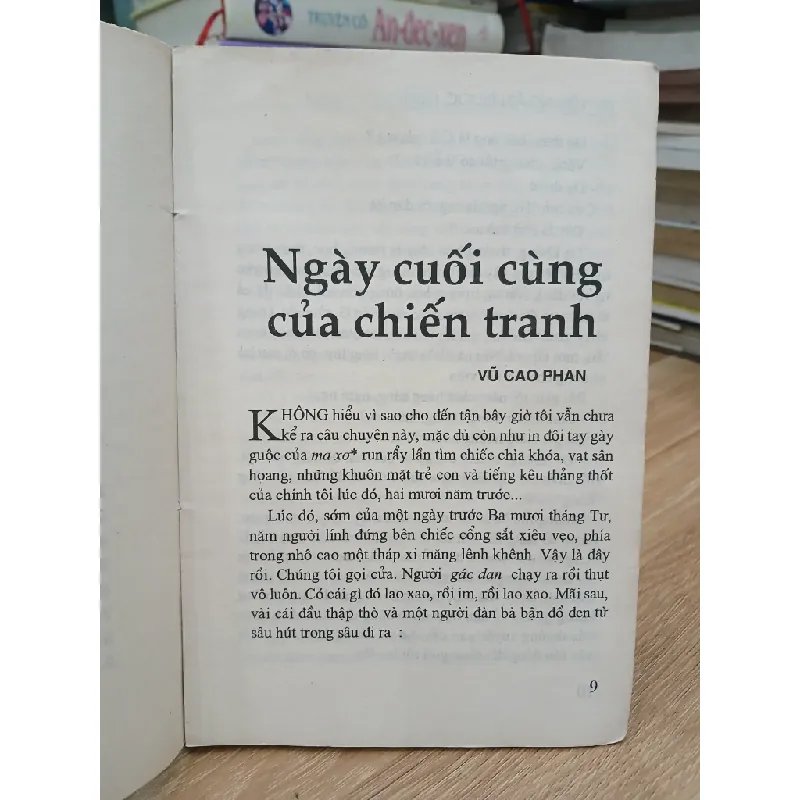 TRUYỆN CỔ An-đec-xen
Ngày cuối cùng
của chiến tranh
VŨ CAO PHAN
KHÔNG hiểu vì sao cho đến tận bây giờ tôi vẫn chưa
kể ra câu chuyện này, mặc dù còn như in đôi tay gày
guộc của ma xơ* run rẩy lần tìm chiếc chìa khóa, vạt sân
hoang, những khuôn mặt trẻ con và tiếng kêu thảng thốt
của chính tôi lúc đó, hai mươi năm trước...
Lúc đó, sớm của một ngày trước Ba mươi tháng Tư,
năm người lính đứng bên chiếc cổng sắt xiêu vẹo, phía
trong nhô cao một tháp xi măng lênh khênh. Vậy là đây
rồi. Chúng tôi gọi cửa. Người gác đan chạy ra rồi thụt
vô luôn. Có cái gì đó lao xao, rồi im, rồi lao xao. Mãi sau,
vài cái đầu thập thò và một người đàn bà bận đồ đen từ
sâu hút trong sâu đi ra :
9